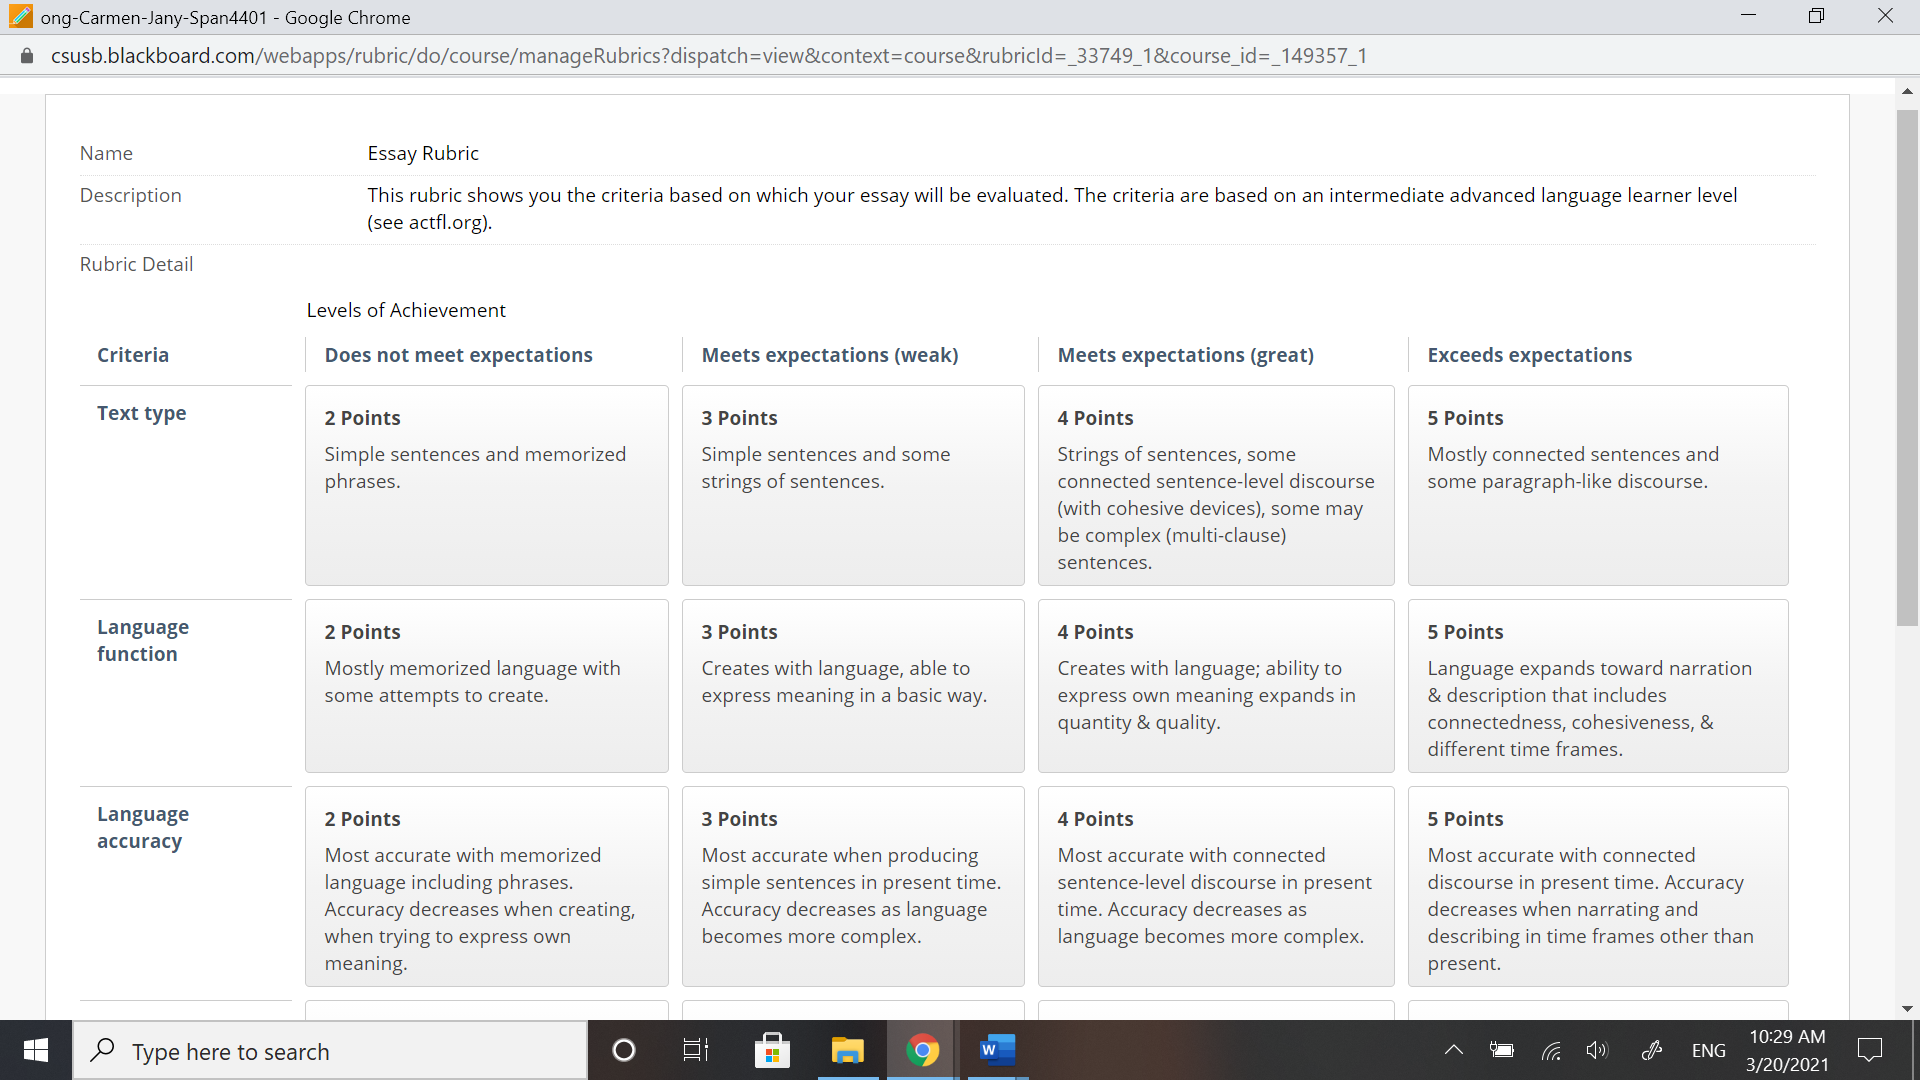 ong-Carmen-Jany-Span4401 - Google Chrome
csusb.blackboard.com/webapps/rubric/do/course/manageRubrics?dispatch=view&context=course&rubricId=_33749_1&course_id=_149357_1
Name
Essay Rubric
Description
This rubric shows you the criteria based on which your essay will be evaluated. The criteria are based on an intermediate advanced language learner level
(see actfl.org).
Rubric Detail
Levels of Achievement
Criteria
Does not meet expectations
Meets expectations (weak)
Meets expectations (great)
Exceeds expectations
Text type
2 Points
Simple sentences and memorized
phrases.
3 Points
Simple sentences and some
strings of sentences.
4 Points
Strings of sentences, some
connected sentence-level discourse
(with cohesive devices), some may
be complex (multi-clause)
sentences.
5 Points
Mostly connected sentences and
some paragraph-like discourse.
Language
function
2 Points
Mostly memorized language with
some attempts to create.
3 Points
Creates with language, able to
express meaning in a basic way.
4 Points
Creates with language; ability to
express own meaning expands in
quantity & quality.
5 Points
Language expands toward narration
& description that includes
connectedness, cohesiveness, &
different time frames.
Language
accuracy
2 Points
Most accurate with memorized
language including phrases.
Accuracy decreases when creating,
when trying to express own
meaning.
3 Points
Most accurate when producing
simple sentences in present time.
Accuracy decreases as language
becomes more complex.
4 Points
Most accurate with connected
sentence-level discourse in present
time. Accuracy decreases as
language becomes more complex.
5 Points
Most accurate with connected
discourse in present time. Accuracy
decreases when narrating and
describing in time frames other than
present.
Type here to search
W
ENG
10:29 AM
3/20/2021